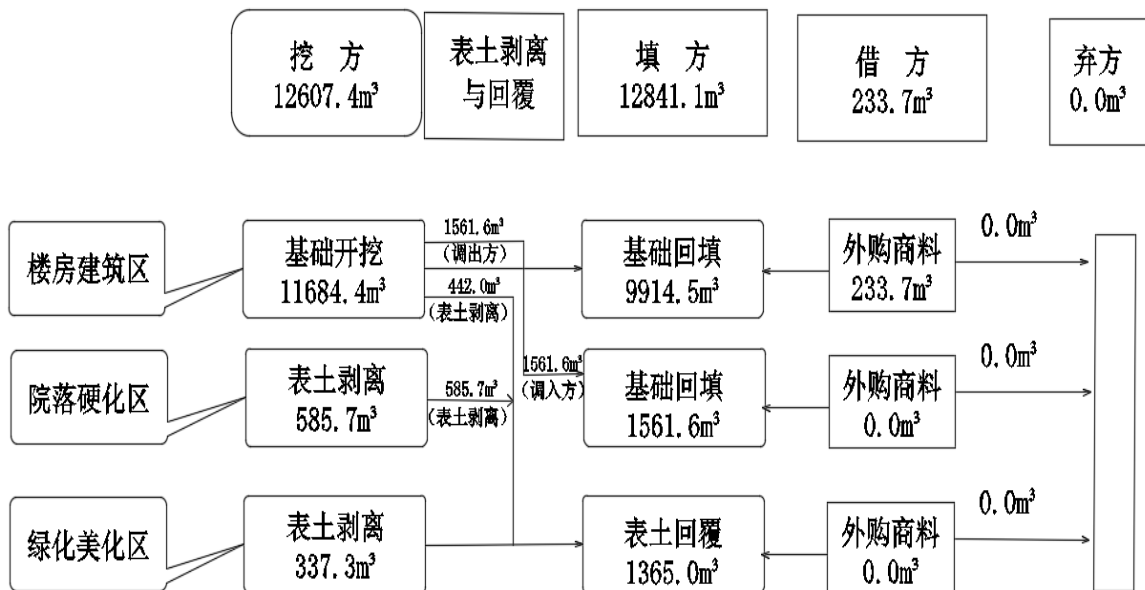 挖 方
12607.4m³
表土剥离
与回覆
填 方
12841.1m³
借 方
233.7m³
弃方
0.0m³
楼房建筑区
基础开挖
11684.4m³
1561.6m³
(调出方)
442.0m³
(表土剥离)
基础回填
9914.5m³
外购商料
233.7m³
0.0m³
院落硬化区
表土剥离
585.7m³
585.7m³
(表土剥离)
1561.6m³
(调入方)
基础回填
1561.6m³
外购商料
0.0m³
0.0m³
绿化美化区
表土剥离
337.3m³
表土回覆
1365.0m³
外购商料
0.0m³
0.0m³